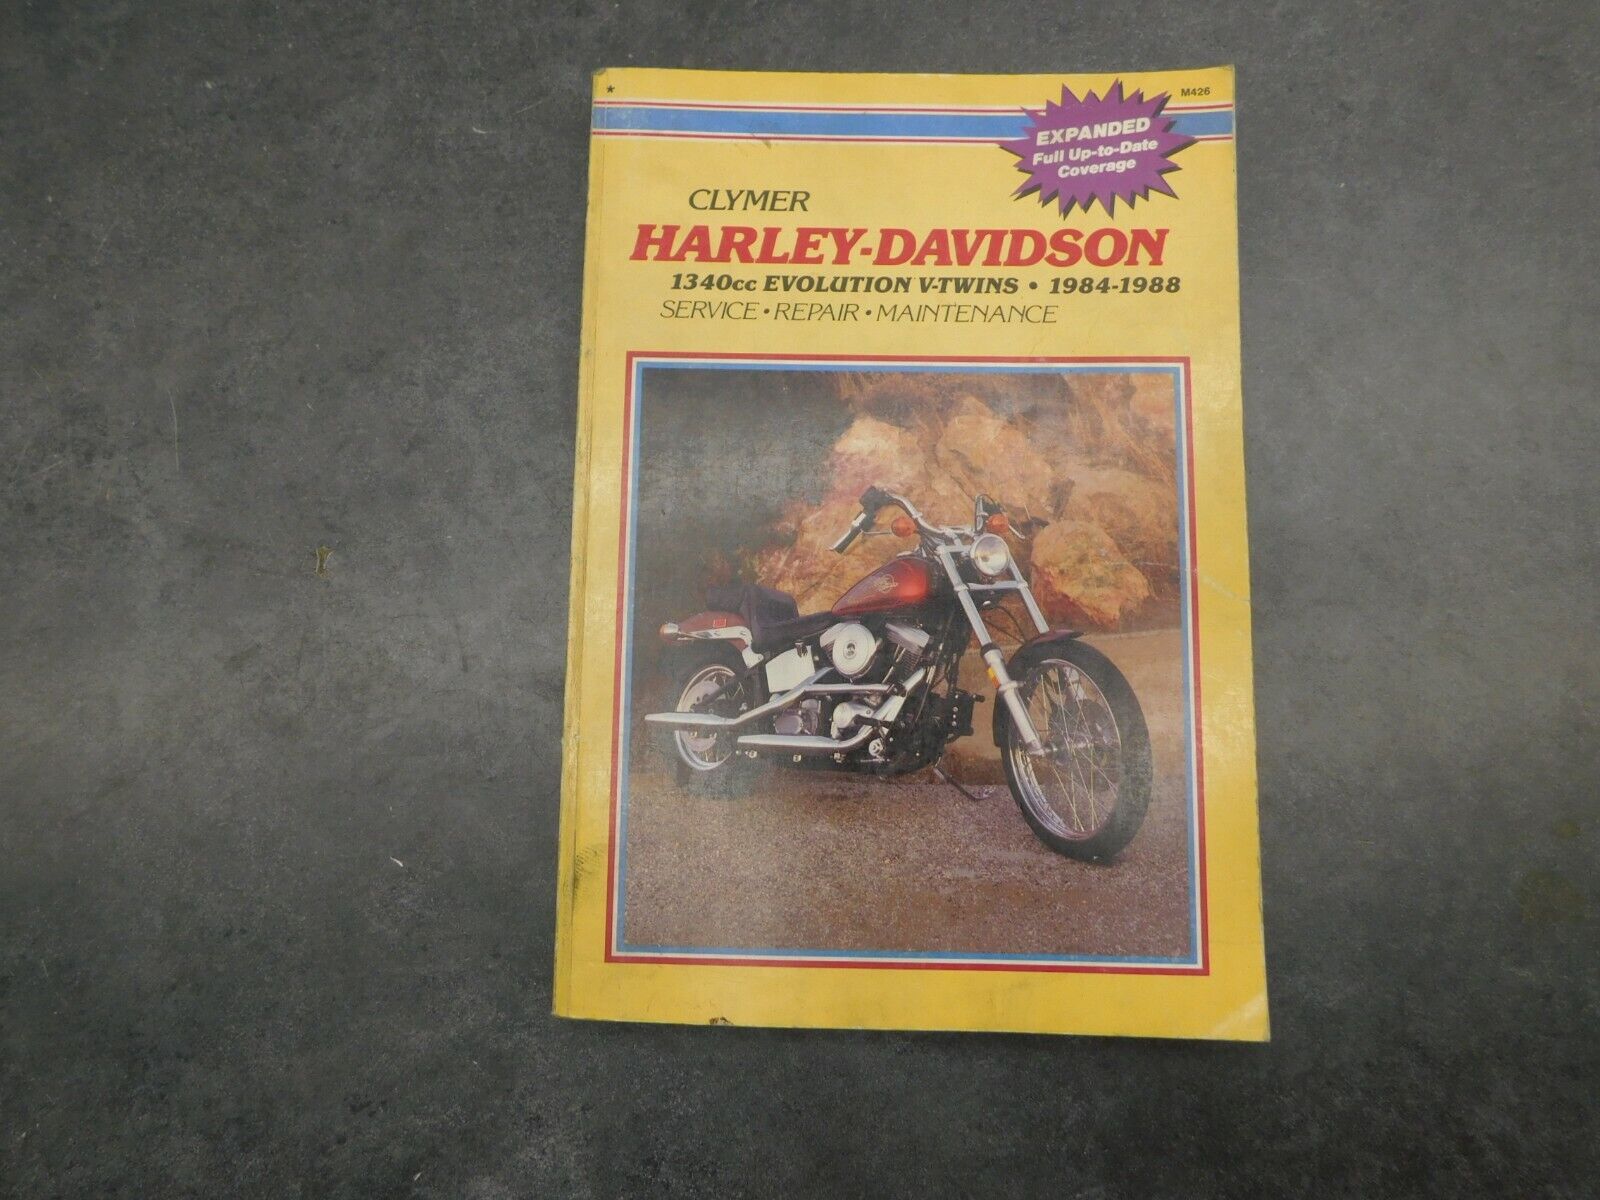 *
M426
EXPANDED
Full Up-to-Date
Coverage
CLYMER
HARLEY-DAVIDSON
1340cc EVOLUTION V-TWINS • 1984-1988
SERVICE • REPAIR • MAINTENANCE